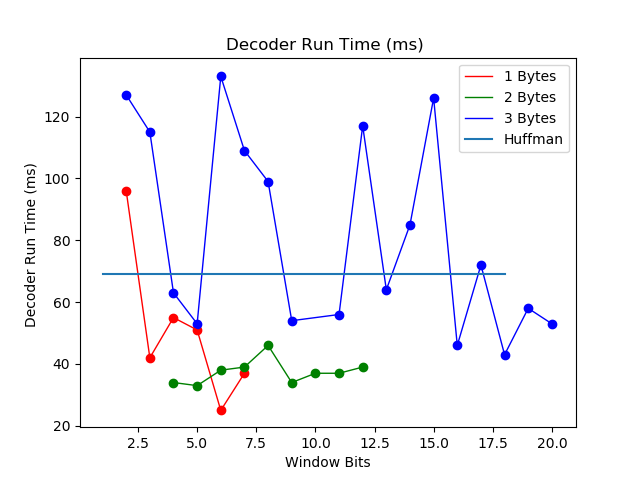 Decoder Run Time (ms)
1 Bytes
2 Bytes
3 Bytes
Huffman
Decoder Run Time (ms)
120
100
80
60
40
20
2.5 5.0 7.5 10.0 12.5 15.0 17.5 20.0
Window Bits